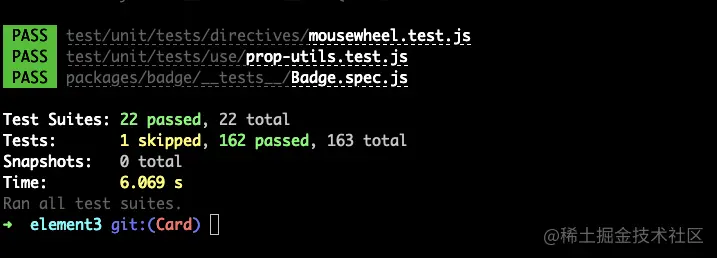 PASS test/unit/tests/directives/mousewheel.test.js
PASS test/unit/tests/use/prop-utils.test.js
PASS packages/badge/__tests__/Badge.spec.js
Test Suites: 22 passed, 22 total
Tests: 1 skipped, 162 passed, 163 total
Snapshots: 0 total
Time: 6.069 s
Ran all test suites.
➜ element3 git:(Card)
@稀土掘金技术社区